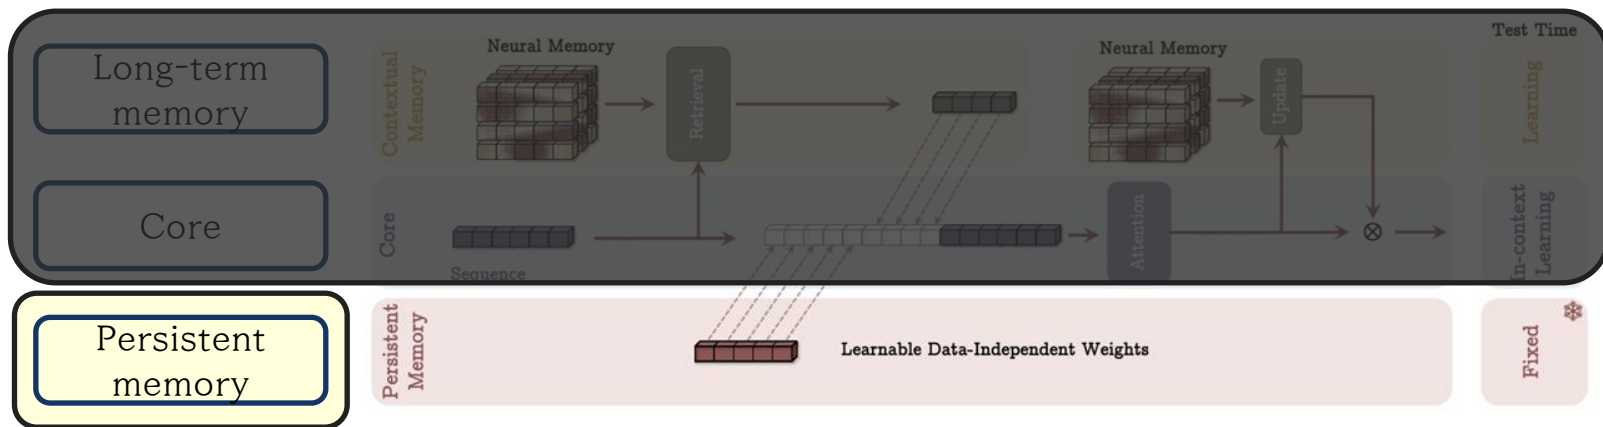 Test Time
Long-term
memory
Contextual
Memory
Neural Memory
Retrieval
Neural Memory
Update
Learning
Core
Core
Sequence
Attention
In-context
Learning
Persistent
memory
Persistent
Memory
Learnable Data-Independent Weights
Fixed